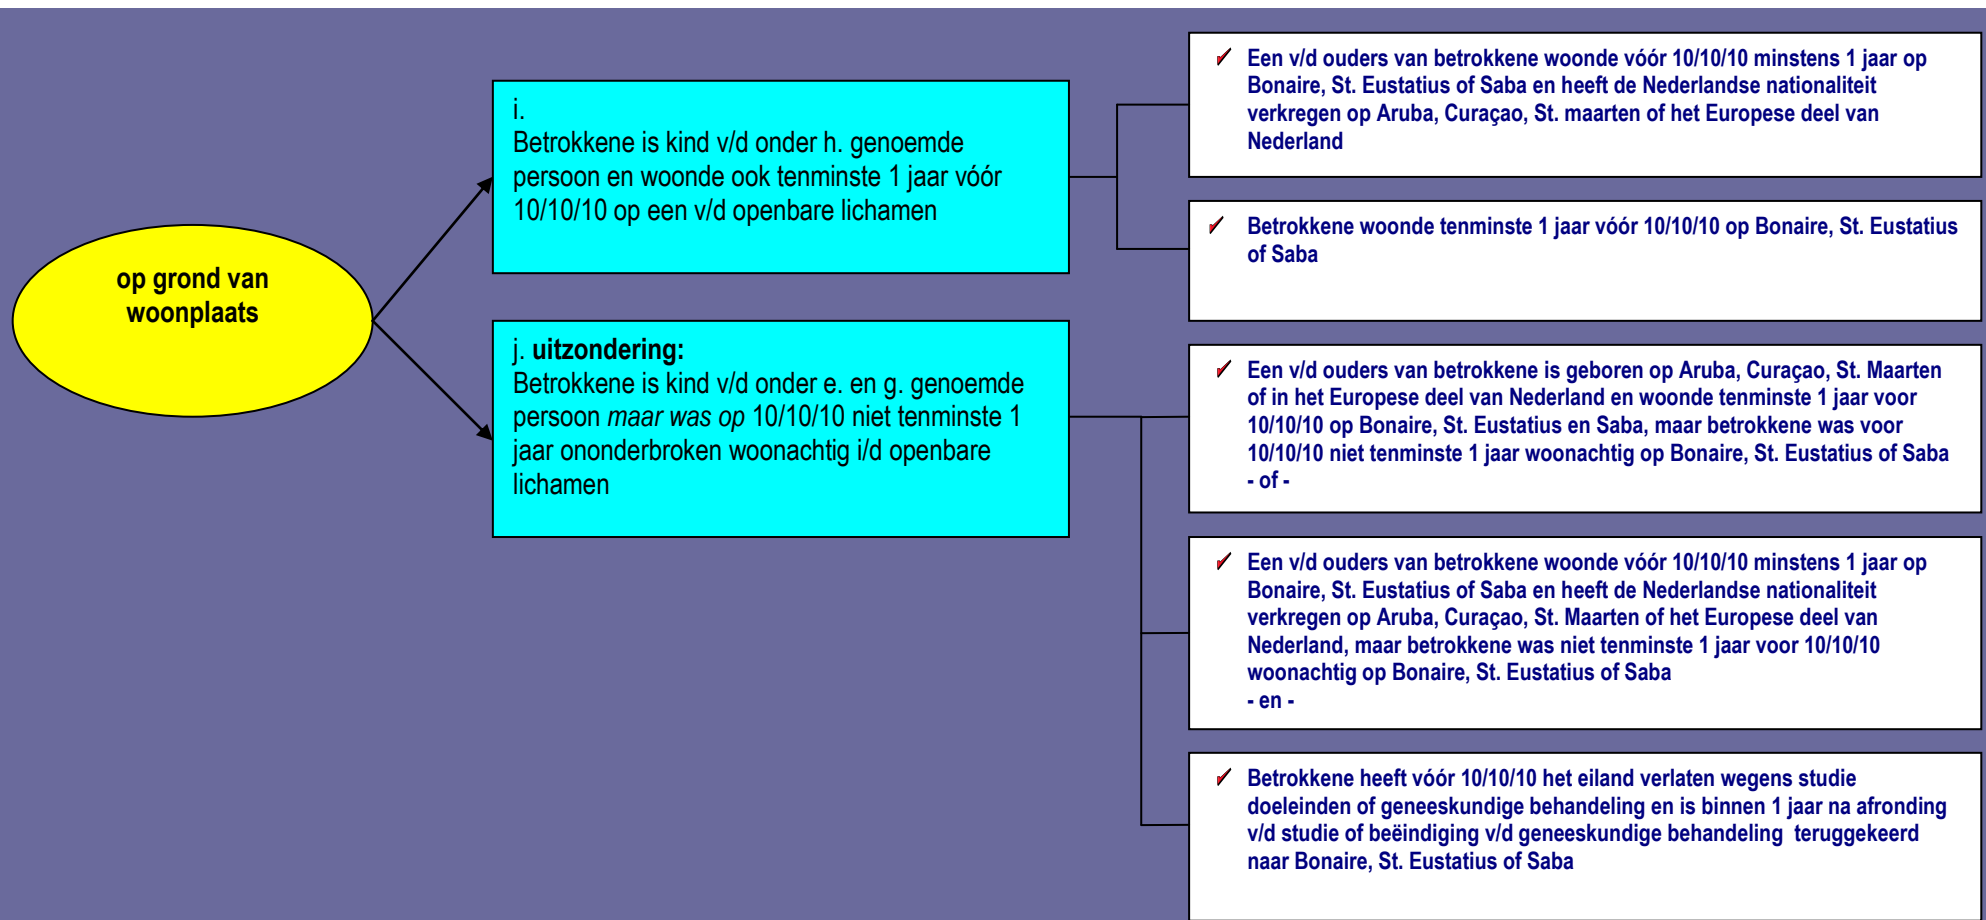 op grond van
woonplaats
i.
Betrokkene is kind v/d onder h. genoemde
persoon en woonde ook tenminste 1 jaar vóór
10/10/10 op een v/d openbare lichamen
✓ Een v/d ouders van betrokkene woonde vóór 10/10/10 minstens 1 jaar op
Bonaire, St. Eustatius of Saba en heeft de Nederlandse nationaliteit
verkregen op Aruba, Curaçao, St. maarten of het Europese deel van
Nederland
✓ Betrokkene woonde tenminste 1 jaar vóór 10/10/10 op Bonaire, St. Eustatius
of Saba
j. uitzondering:
Betrokkene is kind v/d onder e. en g. genoemde
persoon maar was op 10/10/10 niet tenminste 1
jaar ononderbroken woonachtig i/d openbare
lichamen
✓ Een v/d ouders van betrokkene is geboren op Aruba, Curaçao, St. Maarten
of in het Europese deel van Nederland en woonde tenminste 1 jaar voor
10/10/10 op Bonaire, St. Eustatius en Saba, maar betrokkene was voor
10/10/10 niet tenminste 1 jaar woonachtig op Bonaire, St. Eustatius of Saba
- of -
✓ Een v/d ouders van betrokkene woonde vóór 10/10/10 minstens 1 jaar op
Bonaire, St. Eustatius of Saba en heeft de Nederlandse nationaliteit
verkregen op Aruba, Curaçao, St. Maarten of het Europese deel van
Nederland, maar betrokkene was niet tenminste 1 jaar voor 10/10/10
woonachtig op Bonaire, St. Eustatius of Saba
- en -
✓ Betrokkene heeft vóór 10/10/10 het eiland verlaten wegens studie
doeleinden of geneeskundige behandeling en is binnen 1 jaar na afronding
v/d studie of beëindiging v/d geneeskundige behandeling teruggekeerd
naar Bonaire, St. Eustatius of Saba